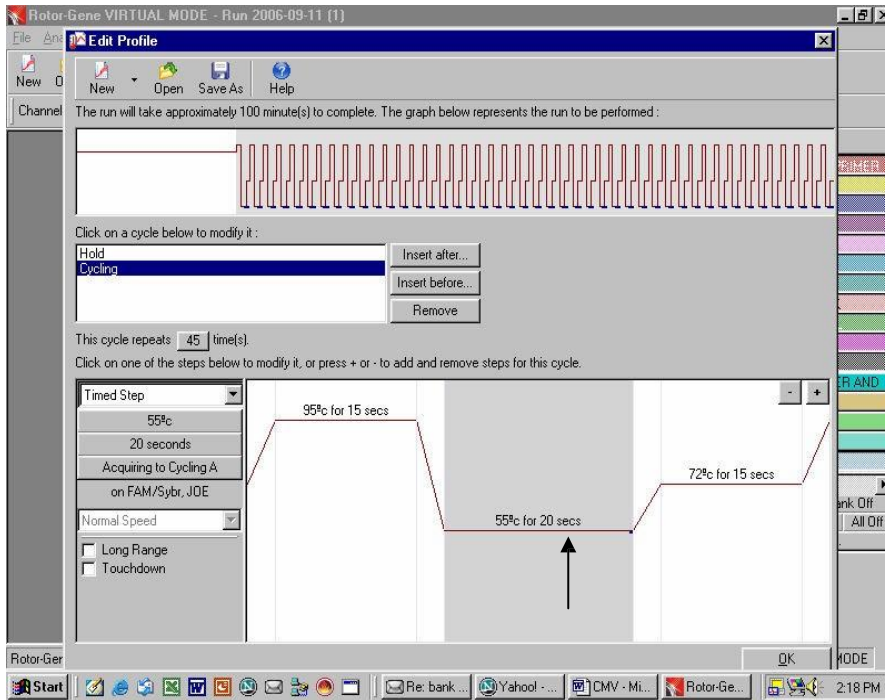 Rotor-Gene VIRTUAL MODE - Run 2006-09-11 (1)
File
Edit Profile
New
New Open Save As Help
Channel
The run will take approximately 100 minute(s) to complete. The graph below represents the run to be performed :
Click on a cycle below to modify it :
Hold
Cycling
Insert after...
Insert before...
Remove
This cycle repeats 45 time(s).
Click on one of the steps below to modify it, or press + or - to add and remove steps for this cycle.
Timed Step
55ºc
20 seconds
Acquiring to Cycling A
on FAM/Sybr, JOE
Normal Speed
Long Range
Touchdown
- +
95ºc for 15 secs
55ºc for 20 secs
72ºc for 15 secs
ER AND
Off
All Off
OK
Rotor-Ger
MODE
Start
Re: bank ...
Yahoo! - ...
CMV - Mi...
Rotor-Ge...
2:18 PM